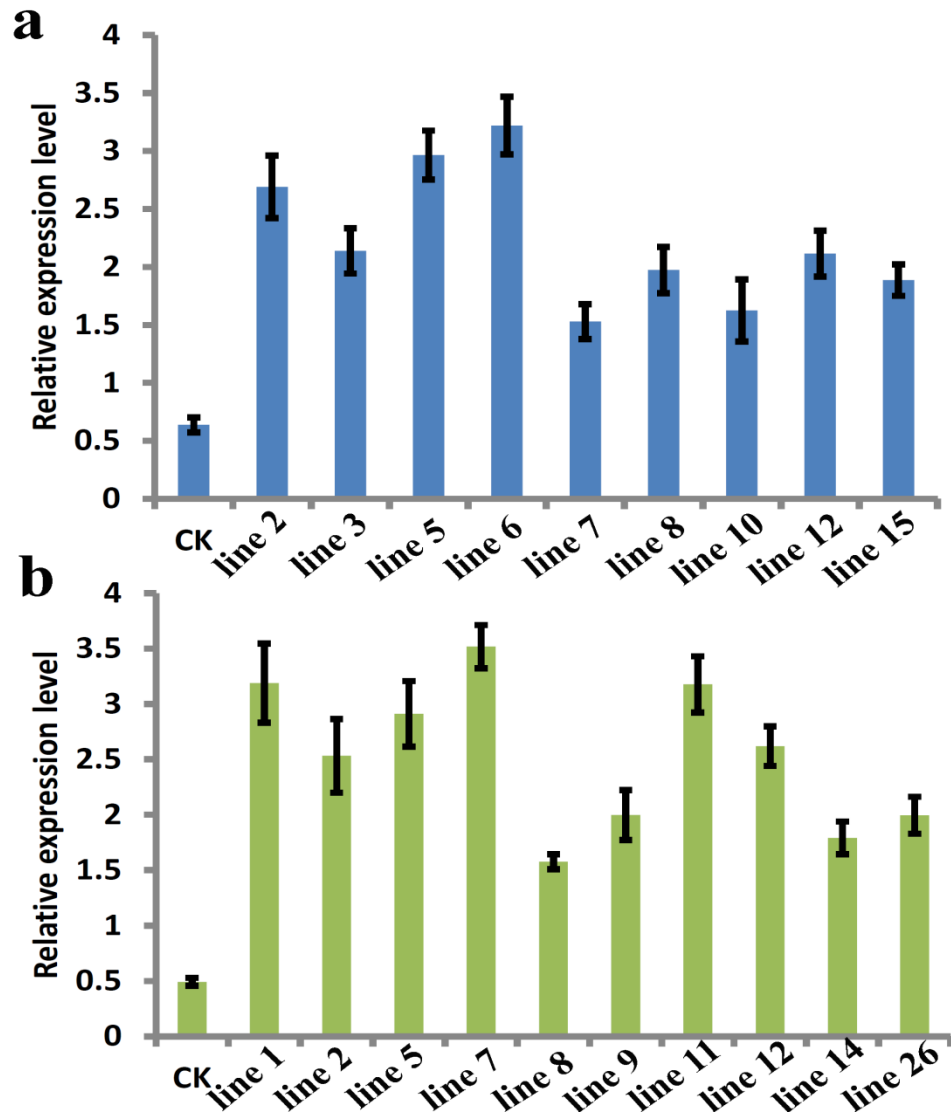 a
Relative expression level
4
3.5
3
2.5
2
1.5
1
0.5
0
CK
line 2
line 3
line 5
line 6
line 7
line 8
line 10
line 12
line 15
b
Relative expression level
4
3.5
3
2.5
2
1.5
1
0.5
0
CK
line 1
line 2
line 5
line 7
line 8
line 9
line 11
line 12
line 14
line 26